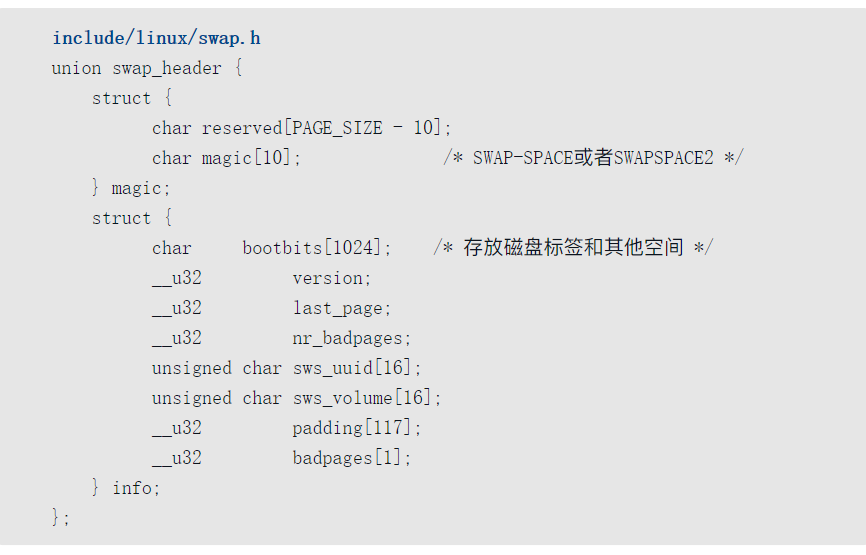 include/linux/swap.h
union swap_header {
    struct {
          char reserved[PAGE_SIZE - 10];
          char magic[10];              /* SWAP-SPACE或者SWAPSPACE2 */
    } magic;
    struct {
          char     bootbits[1024];    /* 存放磁盘标签和其他空间 */
          __u32         version;
          __u32         last_page;
          __u32         nr_badpages;
          unsigned char sws_uuid[16];
          unsigned char sws_volume[16];
          __u32         padding[117];
          __u32         badpages[1];
    } info;
};